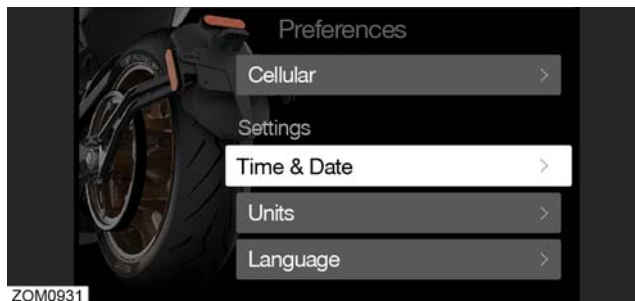 Preferences
Cellular
Settings
Time & Date
Units
Language
ZOM0931